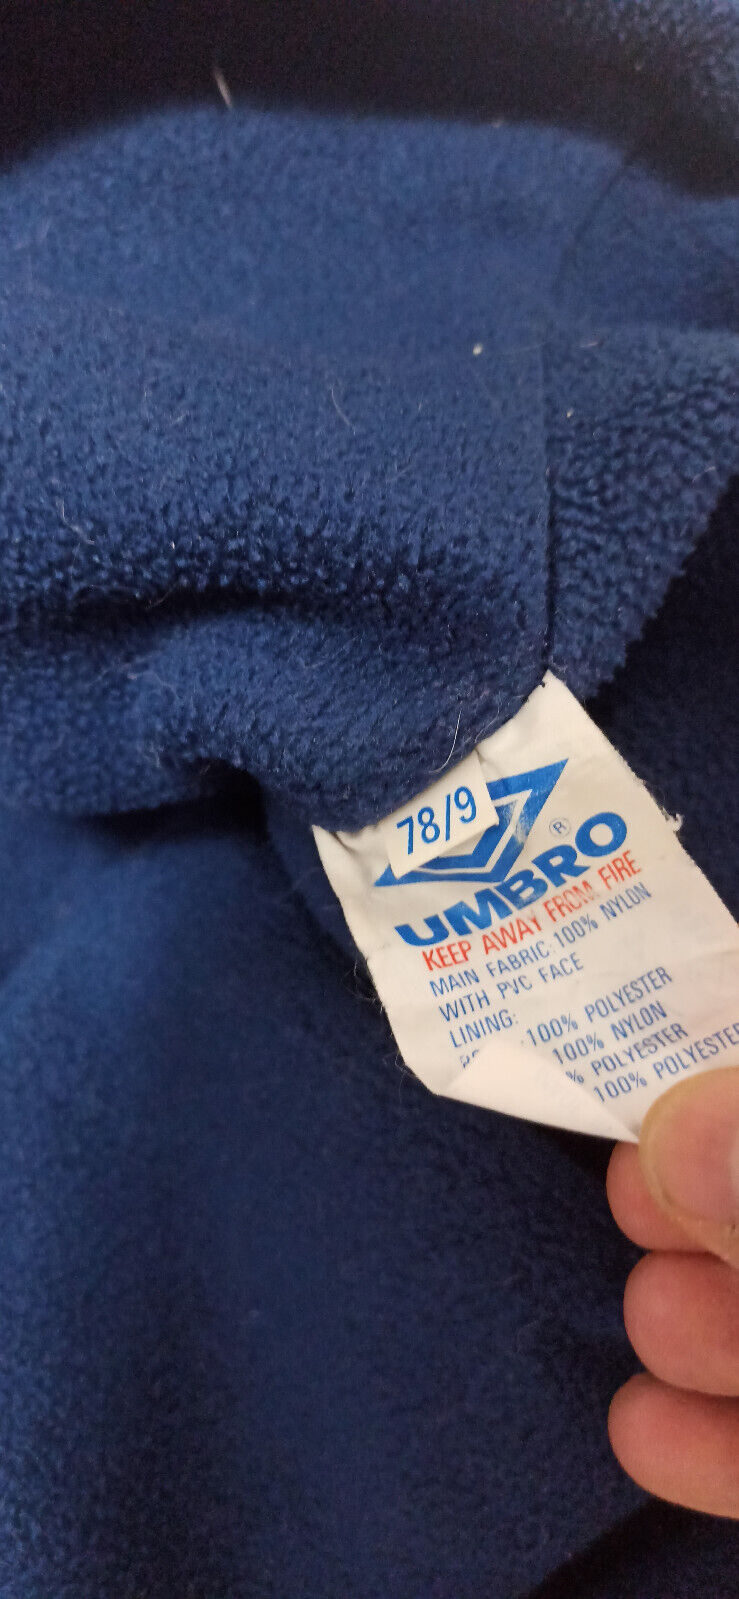 78/9
®
UMBRO
KEEP AWAY FROM FIRE
MAIN FABRIC: 100% NYLON
WITH PVC FACE
LINING:
100% POLYESTER
100% NYLON
% POLYESTER
100% POLYESTER